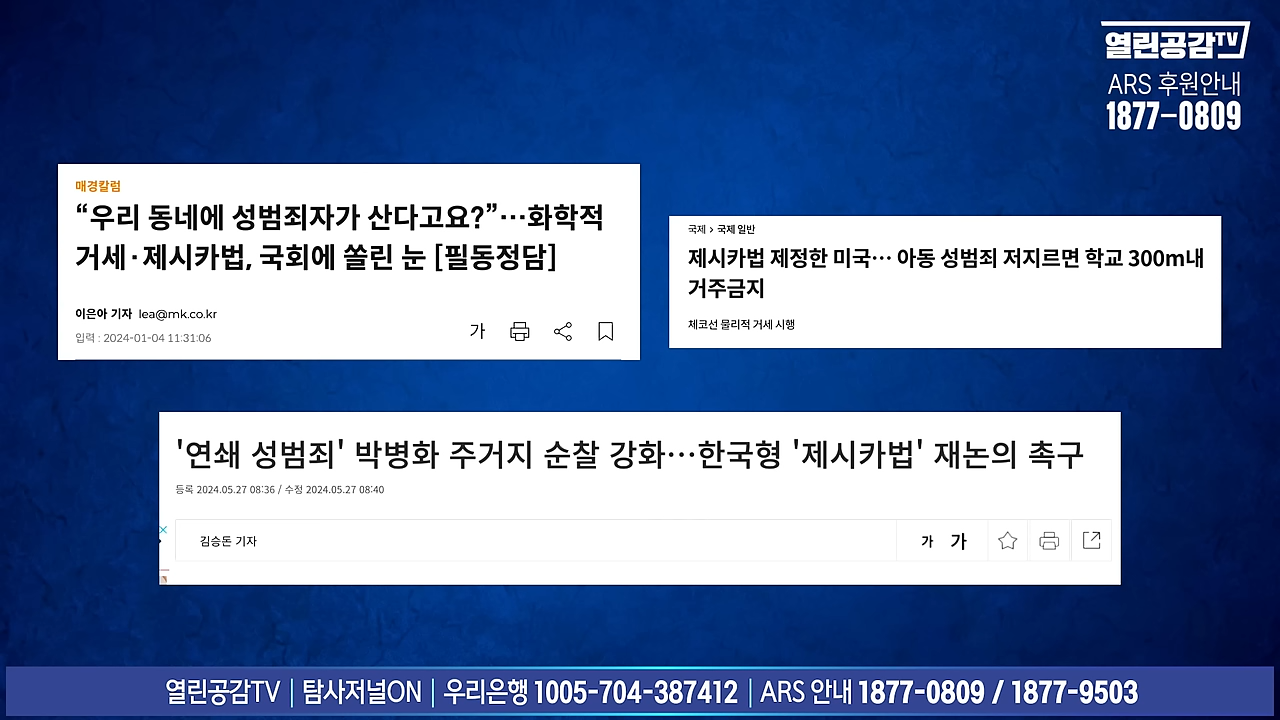 열린공감TV
ARS 후원안내
1877-0809
매경칼럼
“우리 동네에 성범죄자가 산다고요?”…화학적
거세·제시카법, 국회에 쏠린 눈 [필동정담]
이은아 기자 lea@mk.co.kr
입력 : 2024-01-04 11:31:06
가
국제 > 국제 일반
제시카법 제정한 미국… 아동 성범죄 저지르면 학교 300m내
거주금지
체코선 물리적 거세 시행
'연쇄 성범죄' 박병화 주거지 순찰 강화…한국형 '제시카법' 재논의 촉구
등록 2024.05.27 08:36 / 수정 2024.05.27 08:40
김승돈 기자
가 가
열린공감TV | 탐사저널ON | 우리은행 1005-704-387412 | ARS 안내 1877-0809 / 1877-9503